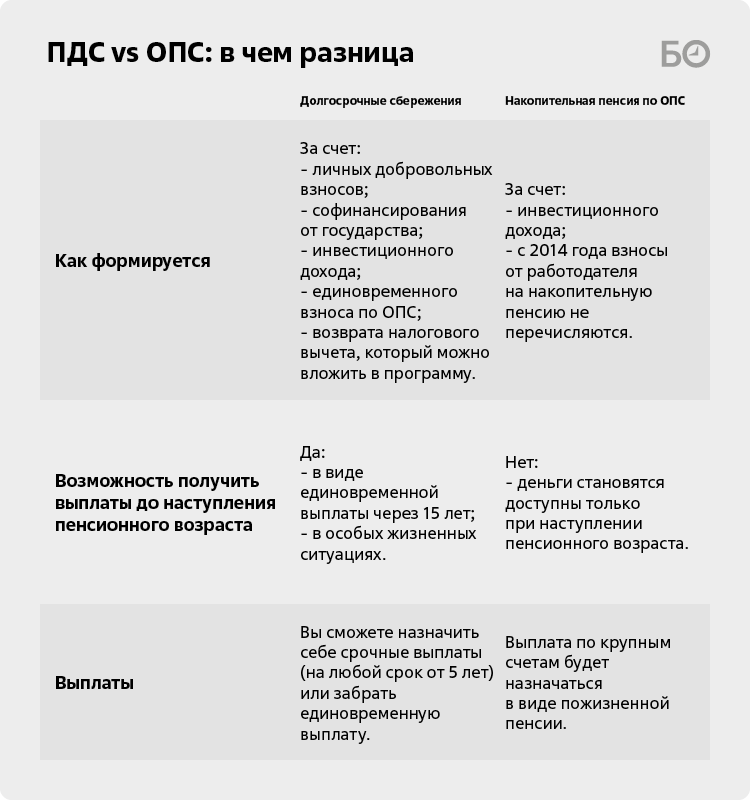 ПДС vs ОПС: в чем разница
БО
Долгосрочные сбережения
Накопительная пенсия по ОПС
Как формируется
За счет:
- личных добровольных
взносов;
- софинансирования
от государства;
- инвестиционного
дохода;
- единовременного
взноса по ОПС;
- возврата налогового
вычета, который можно
вложить в программу.
За счет:
- инвестиционного
дохода;
- с 2014 года взносы
от работодателя
на накопительную
пенсию не
перечисляются.
Возможность получить
выплаты до наступления
пенсионного возраста
Да:
- в виде
единовременной
выплаты через 15 лет;
- в особых жизненных
ситуациях.
Нет:
- деньги становятся
доступны только
при наступлении
пенсионного возраста.
Выплаты
Вы сможете назначить
себе срочные выплаты
(на любой срок от 5 лет)
или забрать
единовременную
выплату.
Выплата по крупным
счетам будет
назначаться
в виде пожизненной
пенсии.